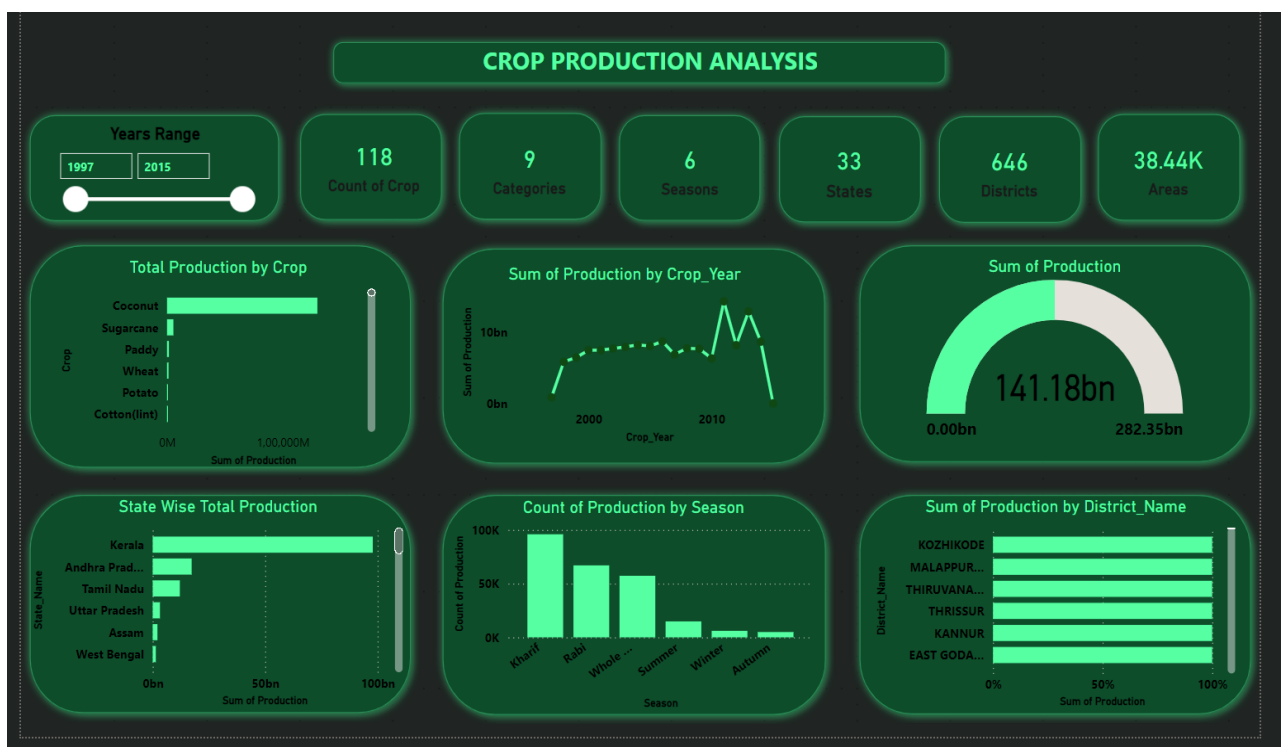 CROP PRODUCTION ANALYSIS
Years Range
1997 2015
118
Count of Crop
9
Categories
6
Seasons
33
States
646
Districts
38.44K
Areas
Total Production by Crop
Crop
Coconut
Sugarcane
Paddy
Wheat
Potato
Cotton(lint)
0M 1,00,000M
Sum of Production
Sum of Production by Crop_Year
Sum of Production
10bn
0bn
2000 2010
Crop_Year
Sum of Production
141.18bn
0.00bn 282.35bn
State Wise Total Production
State_Name
Kerala
Andhra Prad...
Tamil Nadu
Uttar Pradesh
Assam
West Bengal
0bn 50bn 100bn
Sum of Production
Count of Production by Season
Count of Production
100K
50K
0K
Kharif Rabi Whole ... Summer Winter Autumn
Season
Sum of Production by District_Name
District_Name
KOZHIKODE
MALAPPUR...
THIRUVANA...
THRISSUR
KANNUR
EAST GODA...
0% 50% 100%
Sum of Production